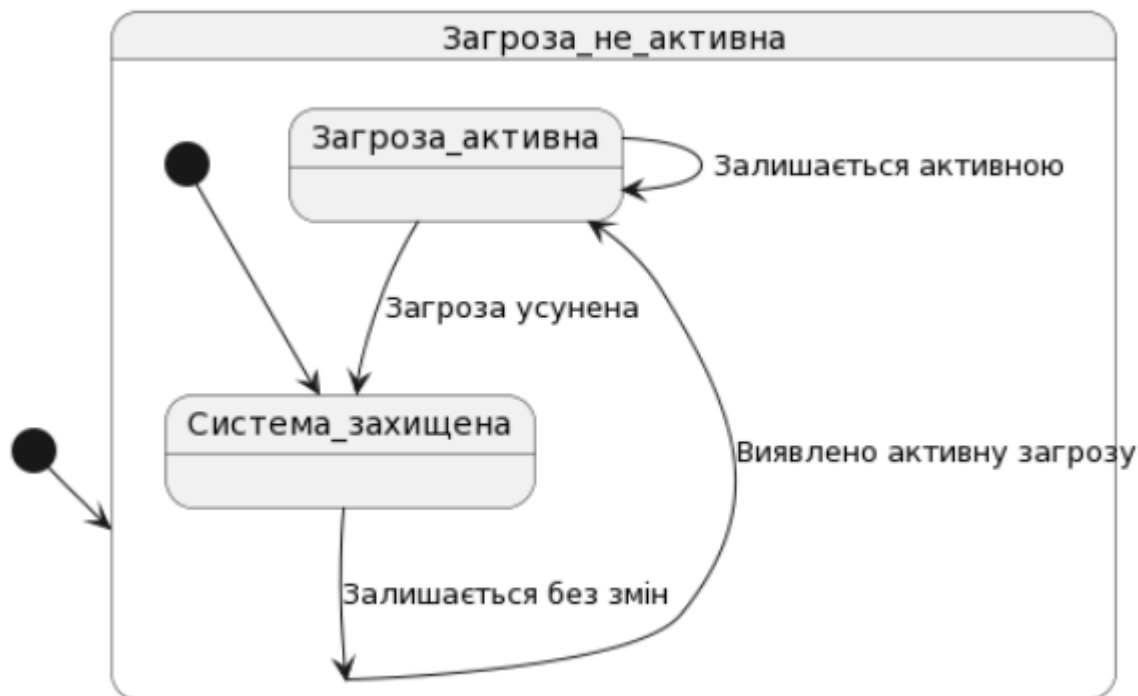 Загроза_не_активна
Загроза_активна
Залишається активною
Загроза усунена
Система_захищена
Виявлено активну загрозу
Залишається без змін